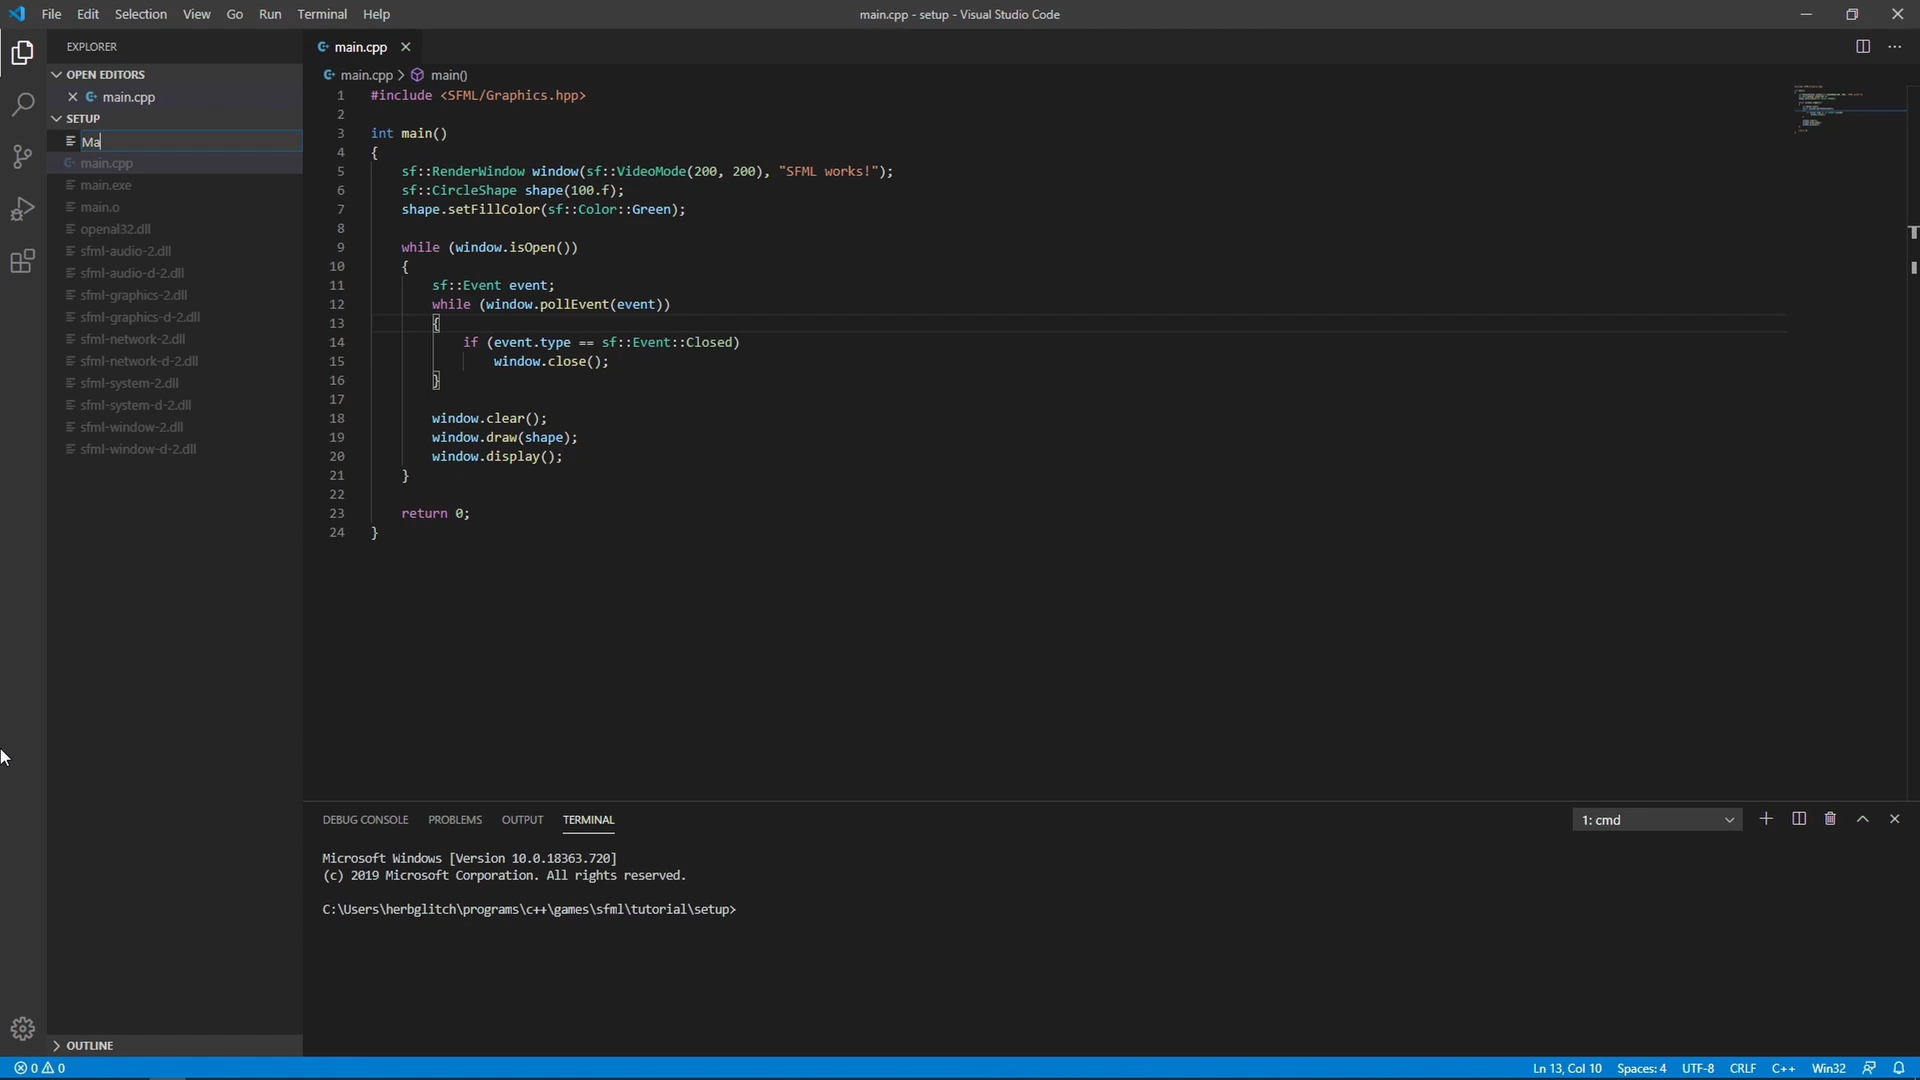 File Edit Selection View Go Run Terminal Help
main.cpp - setup - Visual Studio Code
EXPLORER
OPEN EDITORS
main.cpp
SETUP
Ma
main.cpp
main.exe
main.o
openal32.dll
sfml-audio-2.dll
sfml-audio-d-2.dll
sfml-graphics-2.dll
sfml-graphics-d-2.dll
sfml-network-2.dll
sfml-network-d-2.dll
sfml-system-2.dll
sfml-system-d-2.dll
sfml-window-2.dll
sfml-window-d-2.dll
OUTLINE
main.cpp
main.cpp > main()
1 #include <SFML/Graphics.hpp>
2
3 int main()
4 {
5     sf::RenderWindow window(sf::VideoMode(200, 200), "SFML works!");
6     sf::CircleShape shape(100.f);
7     shape.setFillColor(sf::Color::Green);
8
9     while (window.isOpen())
10     {
11         sf::Event event;
12         while (window.pollEvent(event))
13         {
14             if (event.type == sf::Event::Closed)
15                 window.close();
16         }
17
18         window.clear();
19         window.draw(shape);
20         window.display();
21     }
22
23     return 0;
24 }
DEBUG CONSOLE PROBLEMS OUTPUT TERMINAL
1: cmd
Microsoft Windows [Version 10.0.18363.720]
(c) 2019 Microsoft Corporation. All rights reserved.
C:\Users\herbglitch\programs\c++\games\sfml\tutorial\setup>
0 0
Ln 13, Col 10 Spaces: 4 UTF-8 CRLF C++ Win32